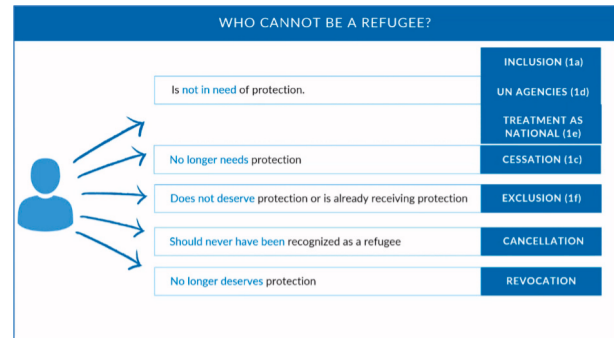 WHO CANNOT BE A REFUGEE?
Is not in need of protection.
INCLUSION (1a)
UN AGENCIES (1d)
TREATMENT AS
NATIONAL (1e)
No longer needs protection
CESSATION (1c)
Does not deserve protection or is already receiving protection
EXCLUSION (1f)
Should never have been recognized as a refugee
CANCELLATION
No longer deserves protection
REVOCATION